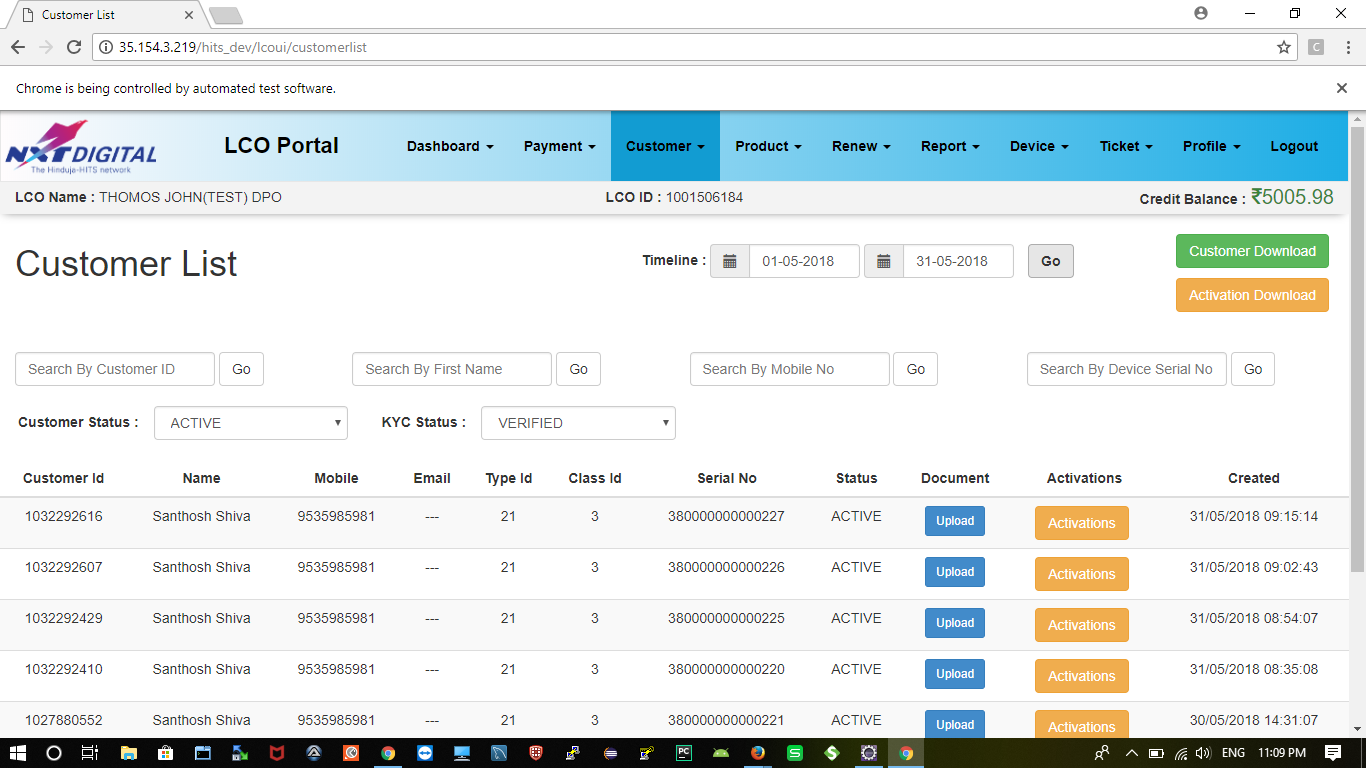 Customer List
35.154.3.219/hits_dev/lcoui/customerlist
C
Chrome is being controlled by automated test software.
NXTDIGITAL
The Hinduja-HITS network
LCO Portal
Dashboard Payment Customer Product Renew Report Device Ticket Profile Logout
LCO Name : THOMOS JOHN(TEST) DPO LCO ID : 1001506184 Credit Balance : ₹5005.98
Customer List
Timeline : 01-05-2018 31-05-2018 Go
Customer Download
Activation Download
Search By Customer ID Go Search By First Name Go Search By Mobile No Go Search By Device Serial No Go
Customer Status : ACTIVE KYC Status : VERIFIED
Customer Id Name Mobile Email Type Id Class Id Serial No Status Document Activations Created
1032292616 Santhosh Shiva 9535985981 --- 21 3 380000000000227 ACTIVE Upload Activations 31/05/2018 09:15:14
1032292607 Santhosh Shiva 9535985981 --- 21 3 380000000000226 ACTIVE Upload Activations 31/05/2018 09:02:43
1032292429 Santhosh Shiva 9535985981 --- 21 3 380000000000225 ACTIVE Upload Activations 31/05/2018 08:54:07
1032292410 Santhosh Shiva 9535985981 --- 21 3 380000000000220 ACTIVE Upload Activations 31/05/2018 08:35:08
1027880552 Santhosh Shiva 9535985981 --- 21 3 380000000000221 ACTIVE Upload Activations 30/05/2018 14:31:07
PC ENG 11:09 PM